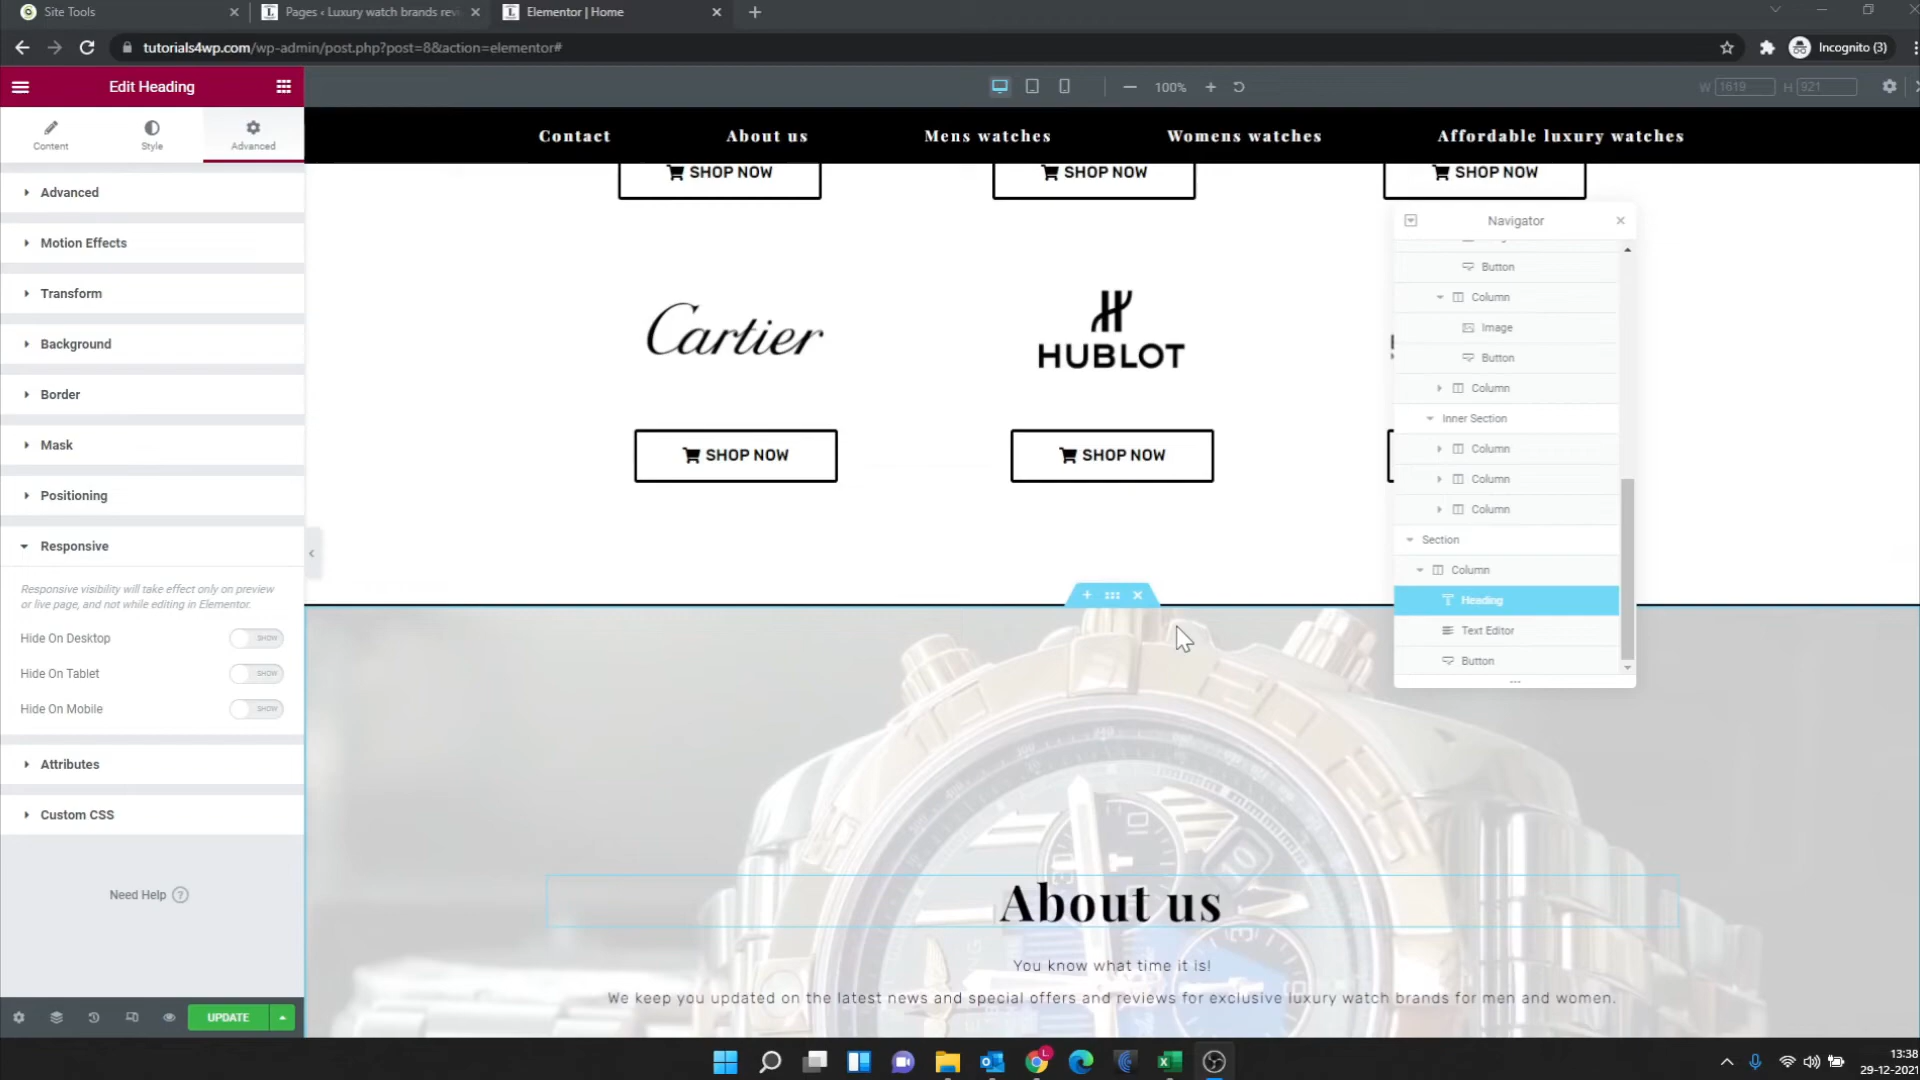 Site Tools
Pages ‹ Luxury watch brands revi
Elementor | Home
tutorials4wp.com/wp-admin/post.php?post=8&action=elementor#
Incognito (3)
Edit Heading
100%
W 1619
H 921
Content
Style
Advanced
Contact
About us
Mens watches
Womens watches
Affordable luxury watches
Advanced
Motion Effects
Transform
Background
Border
Mask
Positioning
Responsive
Responsive visibility will take effect only on preview
or live page, and not while editing in Elementor.
Hide On Desktop
SHOW
Hide On Tablet
SHOW
Hide On Mobile
SHOW
Attributes
Custom CSS
Need Help
UPDATE
SHOP NOW
SHOP NOW
SHOP NOW
Cartier
HUBLOT
SHOP NOW
SHOP NOW
Navigator
Button
Column
Image
Button
Column
Inner Section
Column
Column
Column
Section
Column
Heading
Text Editor
Button
About us
You know what time it is!
We keep you updated on the latest news and special offers and reviews for exclusive luxury watch brands for men and women.
13:38
29-12-2021